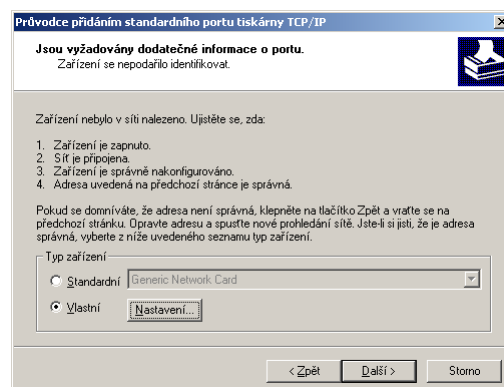 Průvodce přidáním standardního portu tiskárny TCP/IP
Jsou vyžadovány dodatečné informace o portu.
Zařízení se nepodařilo identifikovat.
Zařízení nebylo v síti nalezeno. Ujistěte se, zda:
1. Zařízení je zapnuto.
2. Síť je připojena.
3. Zařízení je správně nakonfigurováno.
4. Adresa uvedená na předchozí stránce je správná.
Pokud se domníváte, že adresa není správná, klepněte na tlačítko Zpět a vraťte se na
předchozí stránku. Opravte adresu a spusťte nové prohledání sítě. Jste-li si jisti, že je adresa
správná, vyberte z níže uvedeného seznamu typ zařízení.
Typ zařízení
Standardní Generic Network Card
Vlastní Nastavení...
< Zpět Další > Storno